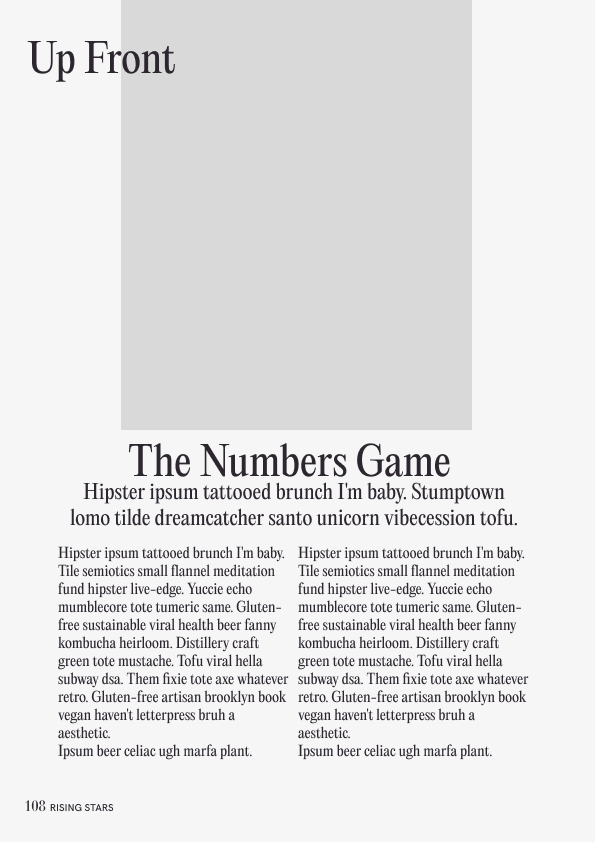 Up Front
The Numbers Game
Hipster ipsum tattooed brunch I'm baby. Stumptown
lomo tilde dreamcatcher santo unicorn vibecession tofu.
Hipster ipsum tattooed brunch I'm baby.
Tile semiotics small flannel meditation
fund hipster live-edge. Yuccie echo
mumblecore tote tumeric same. Gluten-
free sustainable viral health beer fanny
kombucha heirloom. Distillery craft
green tote mustache. Tofu viral hella
subway dsa. Them fixie tote axe whatever
retro. Gluten-free artisan brooklyn book
vegan haven't letterpress bruh a
aesthetic.
Ipsum beer celiac ugh marfa plant.
Hipster ipsum tattooed brunch I'm baby.
Tile semiotics small flannel meditation
fund hipster live-edge. Yuccie echo
mumblecore tote tumeric same. Gluten-
free sustainable viral health beer fanny
kombucha heirloom. Distillery craft
green tote mustache. Tofu viral hella
subway dsa. Them fixie tote axe whatever
retro. Gluten-free artisan brooklyn book
vegan haven't letterpress bruh a
aesthetic.
Ipsum beer celiac ugh marfa plant.
108 RISING STARS